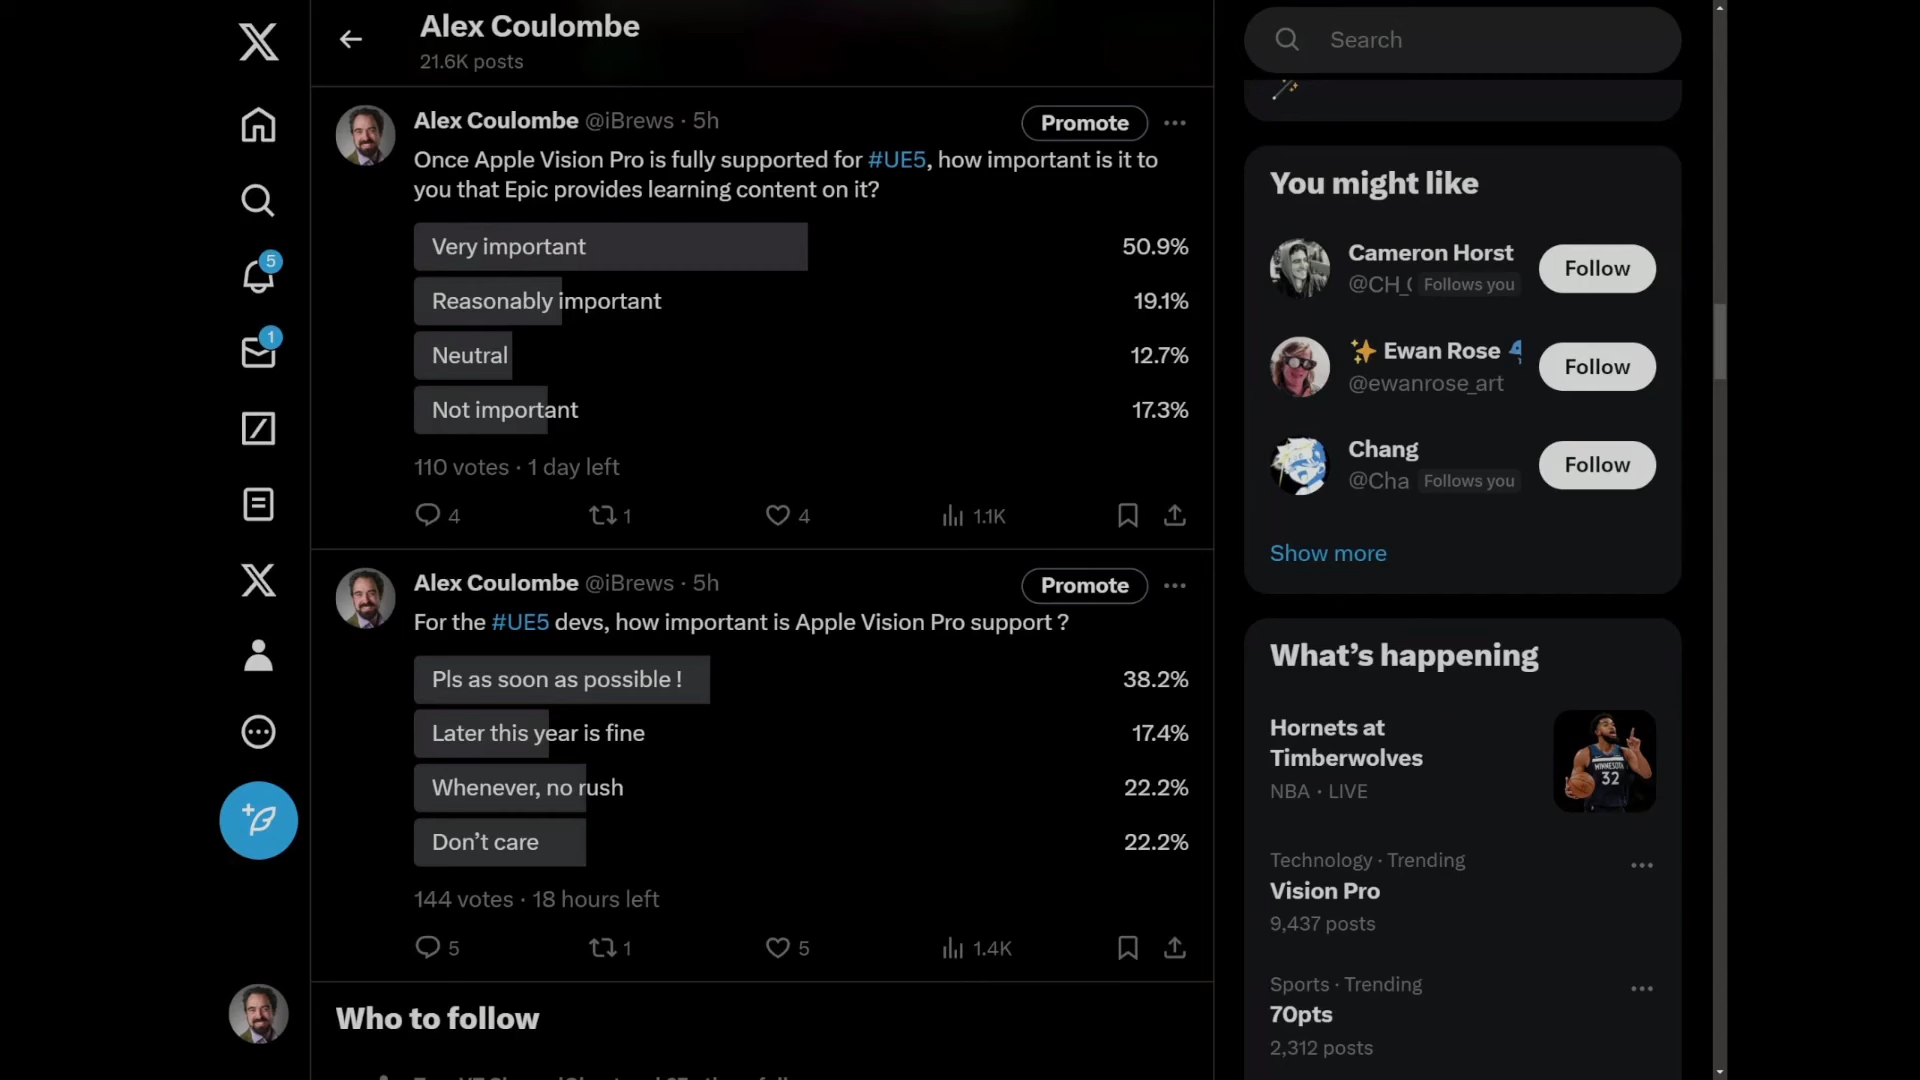 Alex Coulombe
21.6K posts
Search
Alex Coulombe @iBrews · 5h
Promote
Once Apple Vision Pro is fully supported for #UE5, how important is it to
you that Epic provides learning content on it?
Very important 50.9%
Reasonably important 19.1%
Neutral 12.7%
Not important 17.3%
110 votes · 1 day left
4 1 4 1.1K
Alex Coulombe @iBrews · 5h
Promote
For the #UE5 devs, how important is Apple Vision Pro support ?
Pls as soon as possible ! 38.2%
Later this year is fine 17.4%
Whenever, no rush 22.2%
Don’t care 22.2%
144 votes · 18 hours left
5 1 5 1.4K
Who to follow
5
1
You might like
Cameron Horst
@CH_( Follows you
Follow
Ewan Rose
@ewanrose_art
Follow
Chang
@Cha Follows you
Follow
Show more
What’s happening
Hornets at
Timberwolves
NBA · LIVE
MINNESOTA
32
Technology · Trending
Vision Pro
9,437 posts
Sports · Trending
70pts
2,312 posts